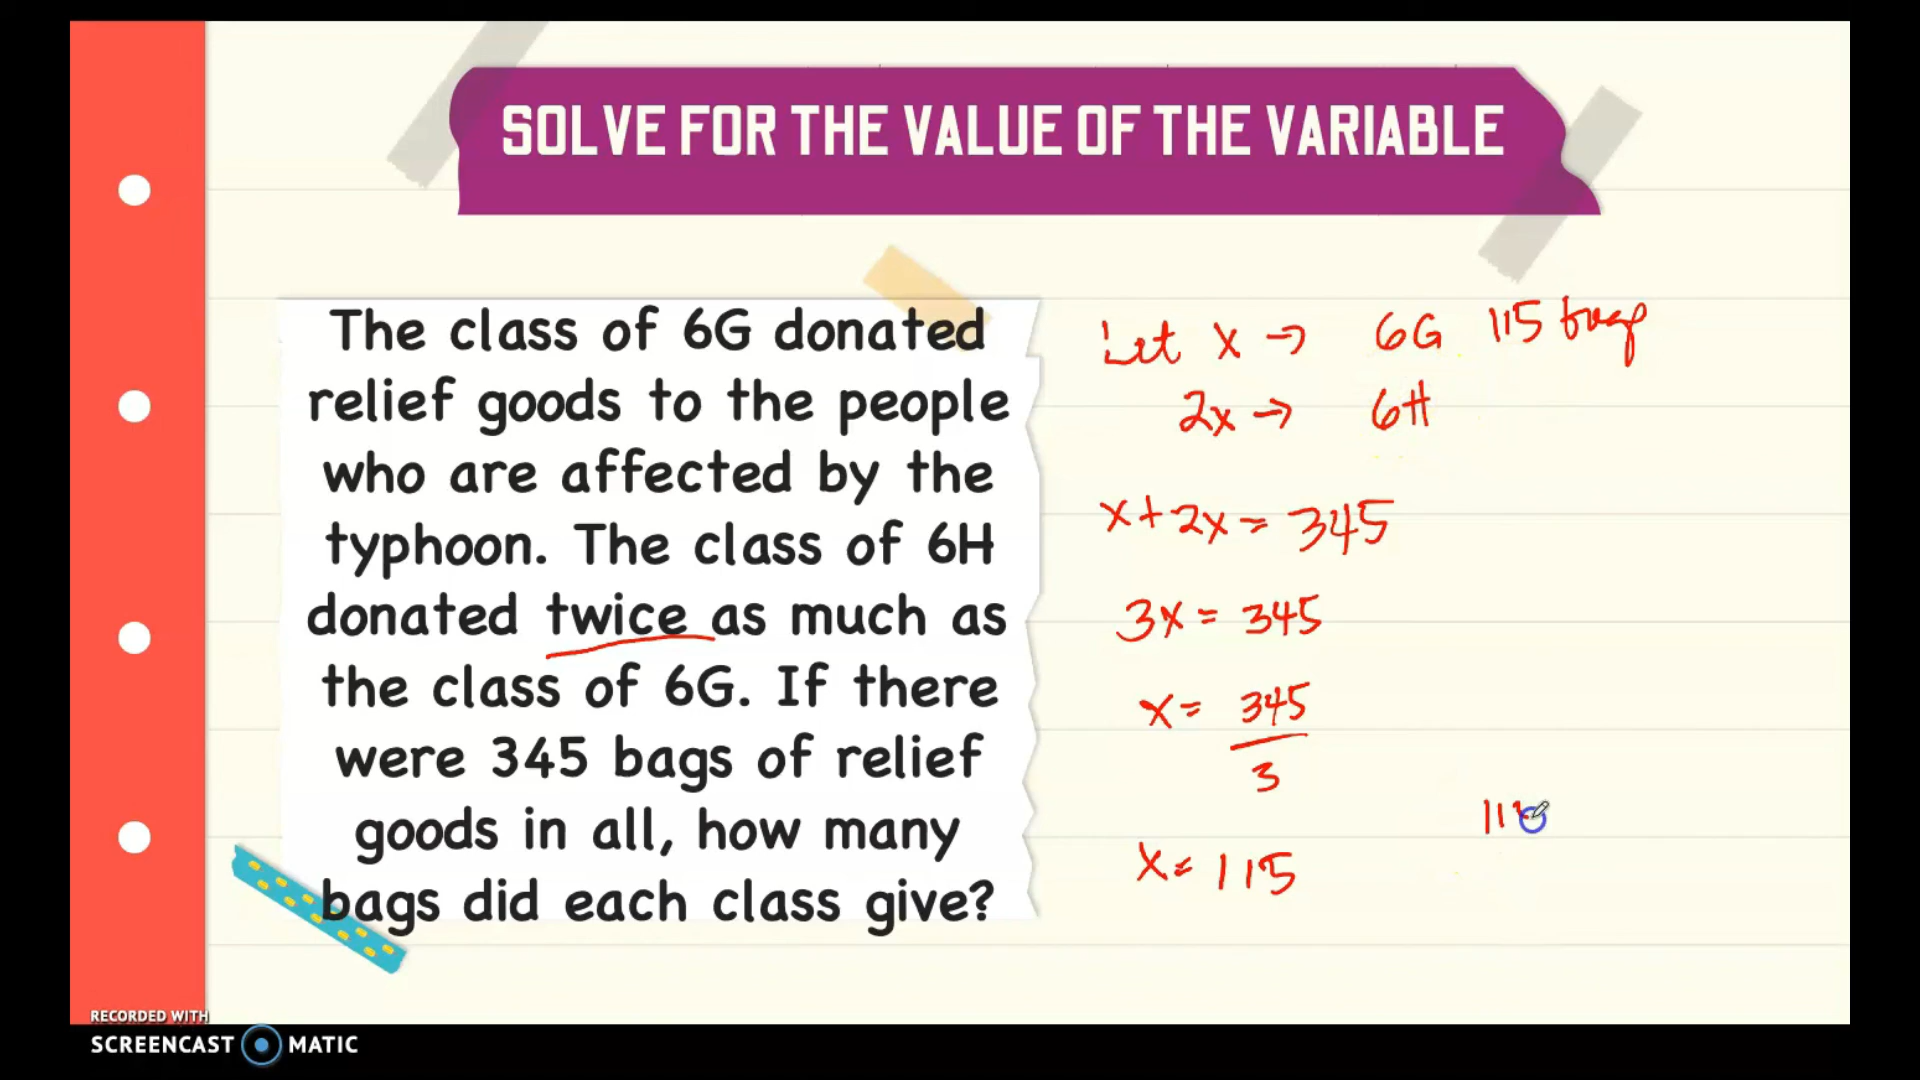 SOLVE FOR THE VALUE OF THE VARIABLE
The class of 6G donated
relief goods to the people
who are affected by the
typhoon. The class of 6H
donated twice as much as
the class of 6G. If there
were 345 bags of relief
goods in all, how many
bags did each class give?
Let x → 6G 115 bags
2x → 6H
x + 2x = 345
3x = 345
x = 345
3
x = 115
RECORDED WITH
SCREENCAST MATIC